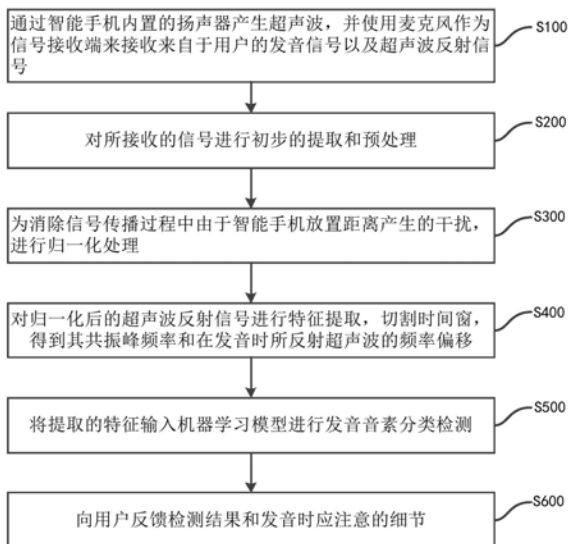 通过智能手机内置的扬声器产生超声波，并使用麦克风作为
信号接收端来接收来自于用户的发音信号以及超声波反射信
号
S100
对所接收的信号进行初步的提取和预处理
S200
为消除信号传播过程中由于智能手机放置距离产生的干扰，
进行归一化处理
S300
对归一化后的超声波反射信号进行特征提取，切割时间窗，
得到其共振峰频率和在发音时所反射超声波的频率偏移
S400
将提取的特征输入机器学习模型进行发音音素分类检测
S500
向用户反馈检测结果和发音时应注意的细节
S600